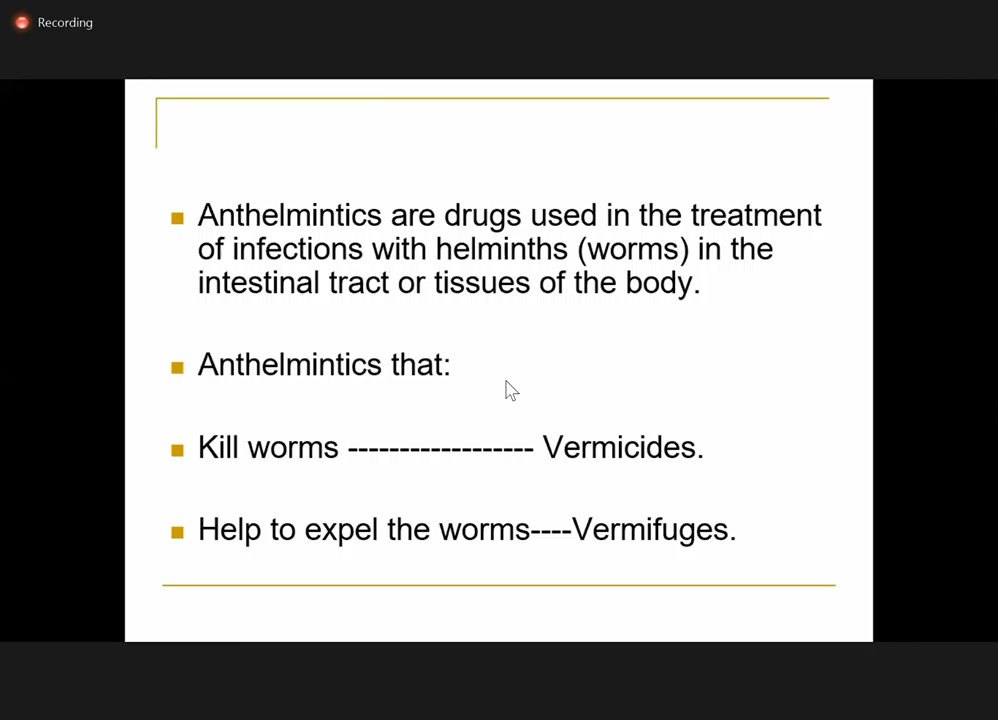 Recording
Anthelmintics are drugs used in the treatment
of infections with helminths (worms) in the
intestinal tract or tissues of the body.
Anthelmintics that:
Kill worms ------------------ Vermicides.
Help to expel the worms----Vermifuges.